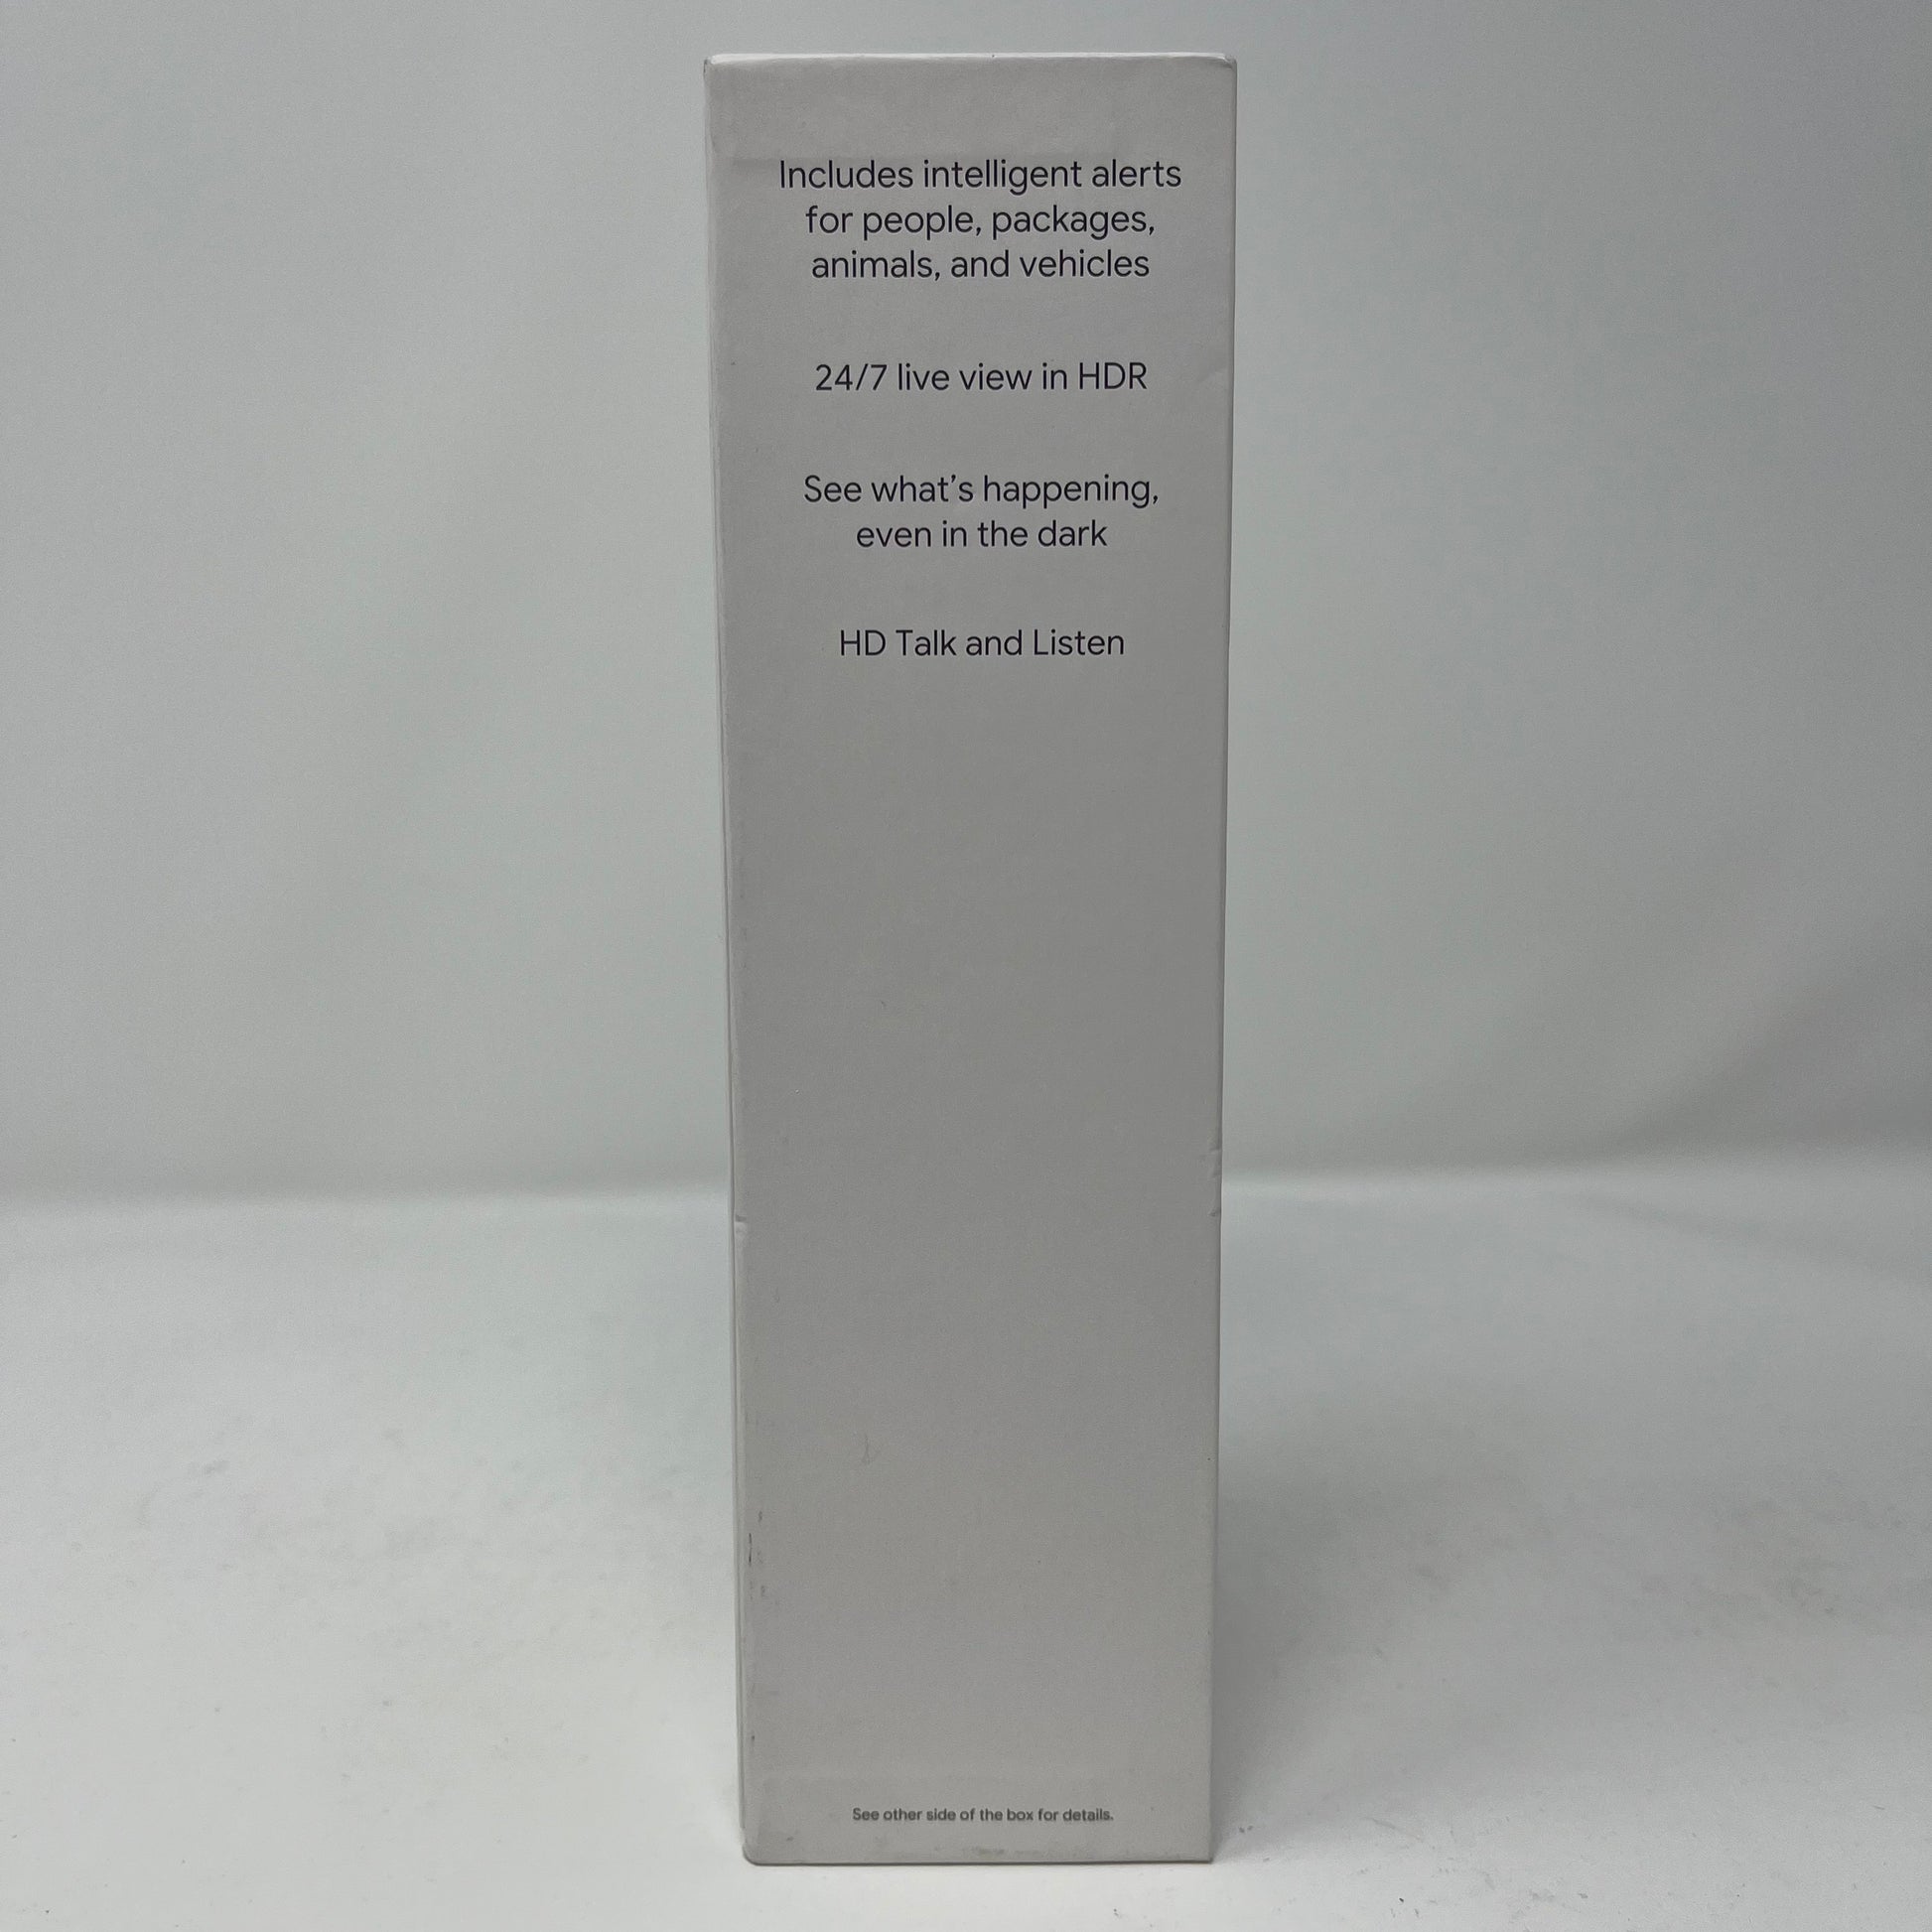 Includes intelligent alerts
for people, packages,
animals, and vehicles
24/7 live view in HDR
See what’s happening,
even in the dark
HD Talk and Listen
See other side of the box for details.